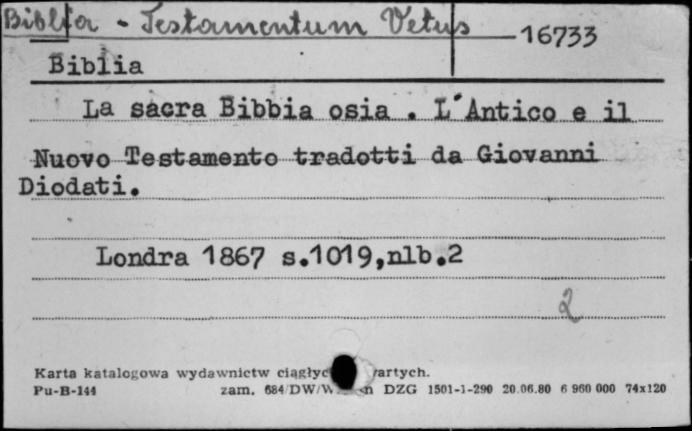 Biblia - Testamentum Vetus
16733
Biblia
La sacra Bibbia osia . L'Antico e il
Nuovo Testamento tradotti da Giovanni
Diodati.
Londra 1867 s.1019,nlb.2
2
Karta katalogowa wydawnictw artych.
Pu-B-144 zam. 684/DW/W DZG 1501-1-290 20.06.80 6 960 000 74x120